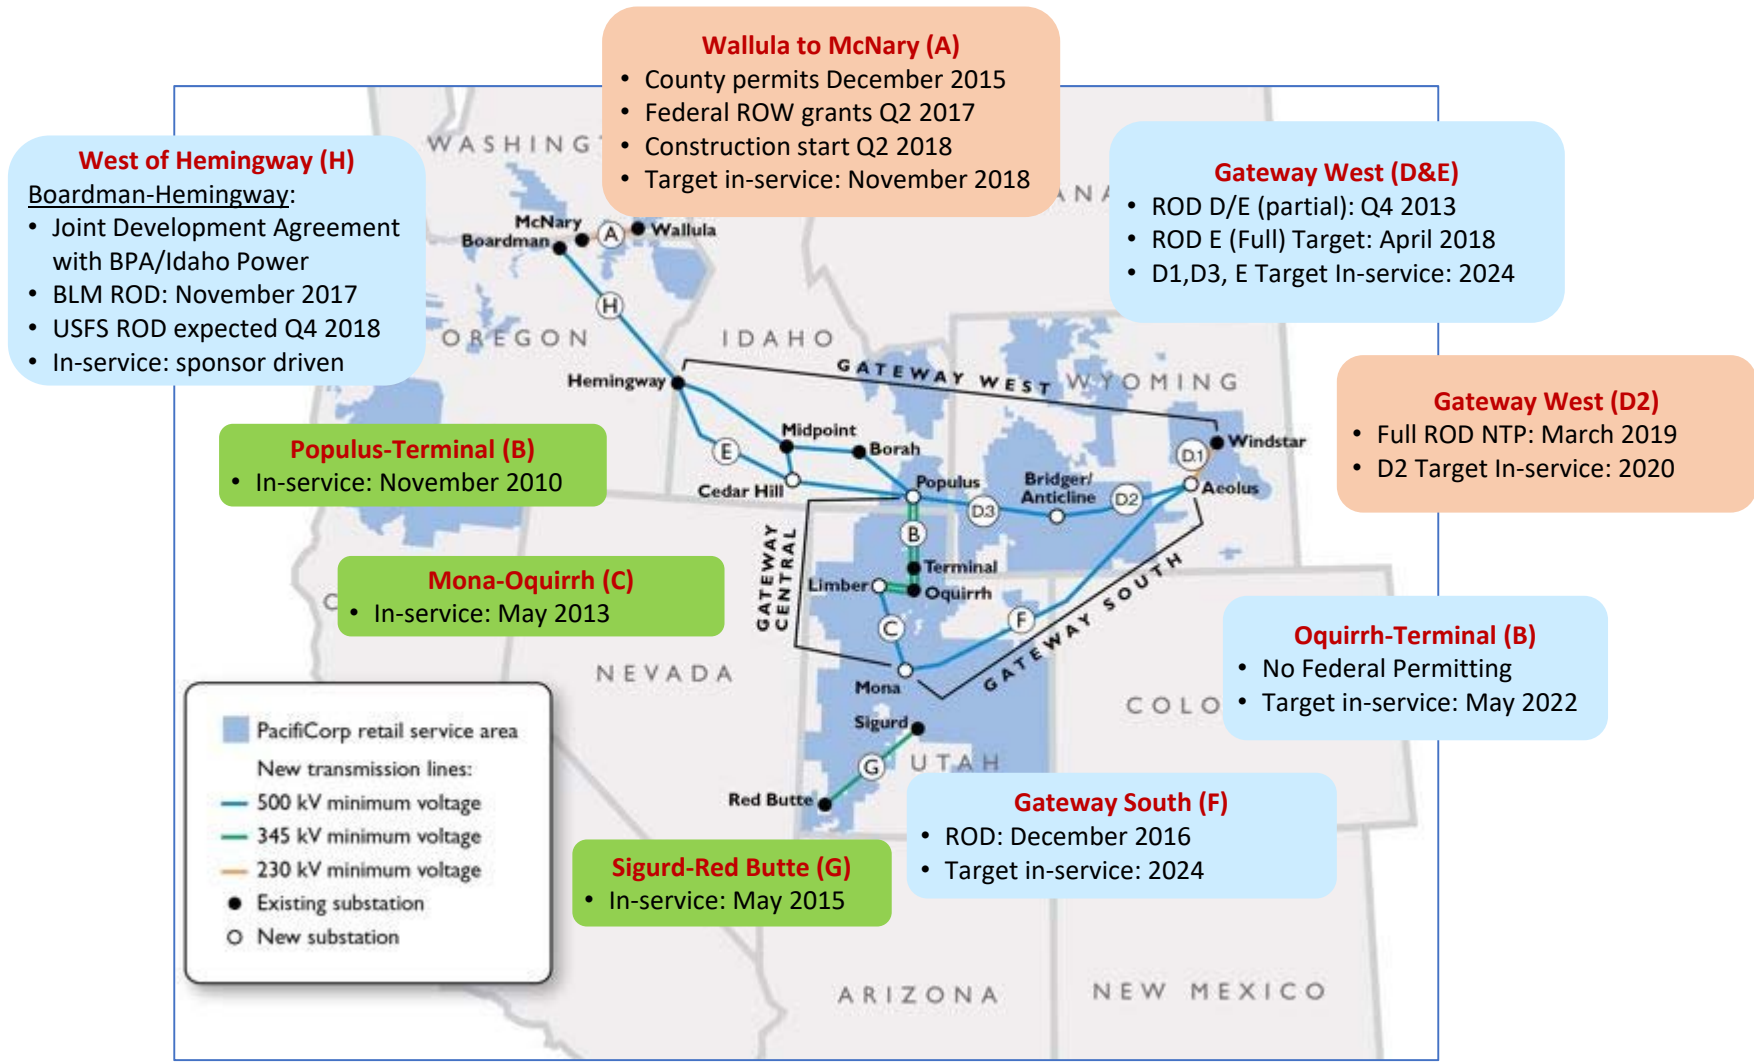 Wallula to McNary (A)
• County permits December 2015
• Federal ROW grants Q2 2017
• Construction start Q2 2018
• Target in-service: November 2018
West of Hemingway (H)
Boardman-Hemingway:
• Joint Development Agreement
with BPA/Idaho Power
• BLM ROD: November 2017
• USFS ROD expected Q4 2018
• In-service: sponsor driven
Gateway West (D&E)
• ROD D/E (partial): Q4 2013
• ROD E (Full) Target: April 2018
• D1,D3, E Target In-service: 2024
Gateway West (D2)
• Full ROD NTP: March 2019
• D2 Target In-service: 2020
Populus-Terminal (B)
• In-service: November 2010
Mona-Oquirrh (C)
• In-service: May 2013
Oquirrh-Terminal (B)
• No Federal Permitting
• Target in-service: May 2022
Gateway South (F)
• ROD: December 2016
• Target in-service: 2024
Sigurd-Red Butte (G)
• In-service: May 2015
WASHING
ANA
OREGON
IDAHO
WYOMING
NEVADA
UTAH
COLO
ARIZONA
NEW MEXICO
C
McNary
Boardman
A
Wallula
H
Hemingway
GATEWAY WEST
Midpoint
Borah
E
Cedar Hill
Populus
Bridger/
Anticline
D3
D2
D1
Windstar
Aeolus
GATEWAY
CENTRAL
B
Terminal
Limber
Oquirrh
C
F
GATEWAY SOUTH
Mona
Sigurd
G
Red Butte
PacifiCorp retail service area
New transmission lines:
500 kV minimum voltage
345 kV minimum voltage
230 kV minimum voltage
Existing substation
New substation